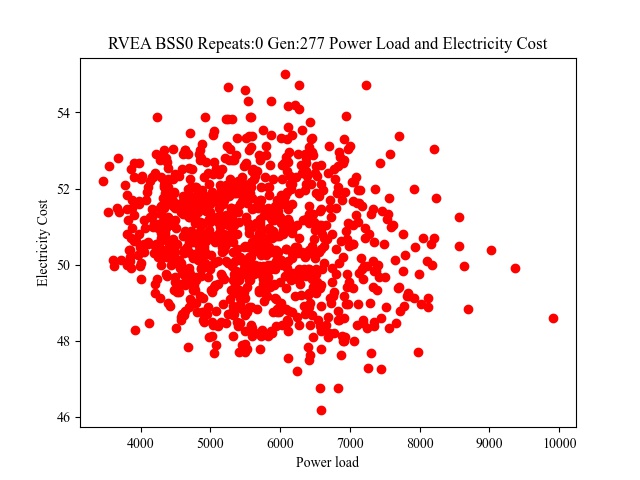 RVEA BSS0 Repeats:0 Gen:277 Power Load and Electricity Cost
Electricity Cost
54
52
50
48
46
4000 5000 6000 7000 8000 9000 10000
Power load